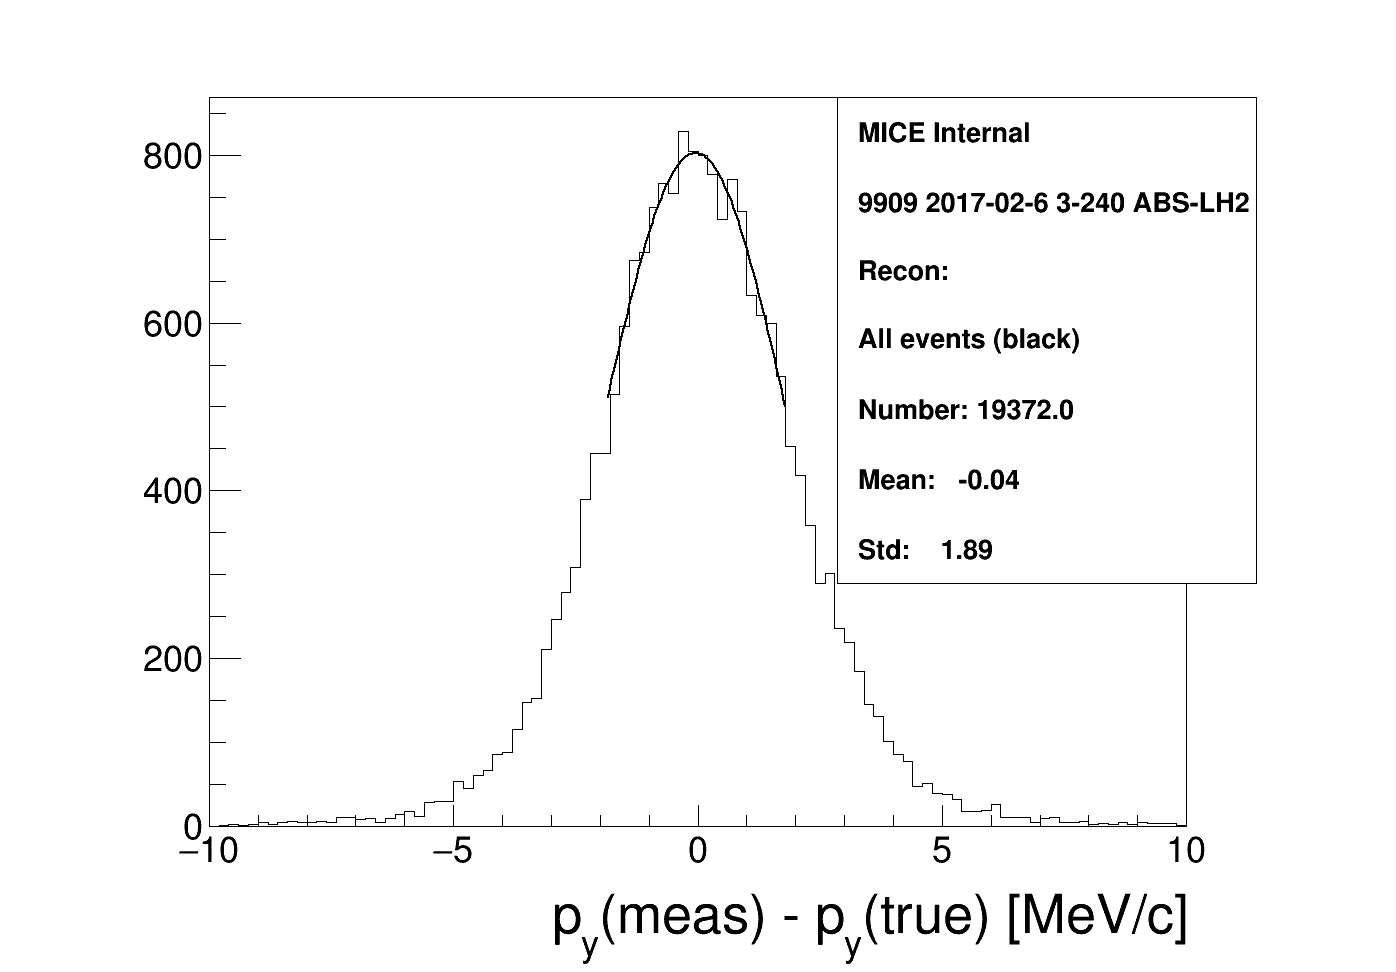 800
600
400
200
0
−10
−5
0
5
10
MICE Internal
9909 2017-02-6 3-240 ABS-LH2
Recon:
All events (black)
Number: 19372.0
Mean: -0.04
Std: 1.89
py(meas) - py(true) [MeV/c]